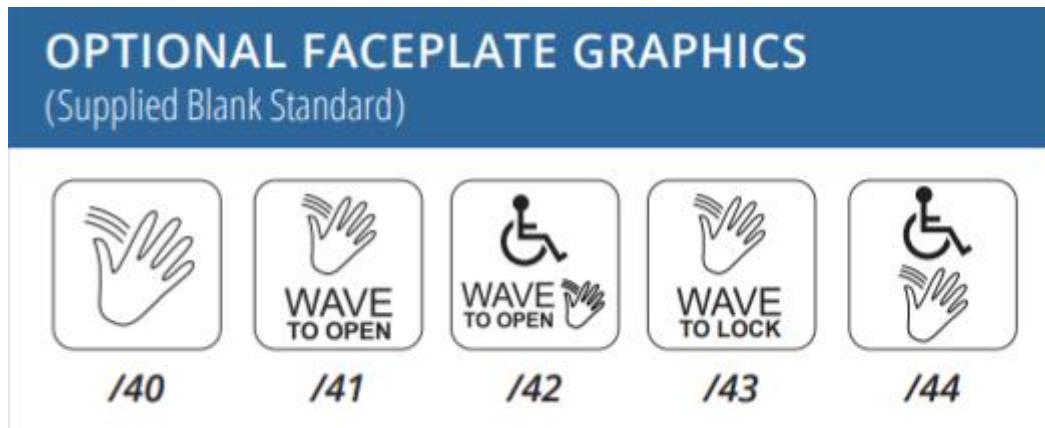 OPTIONAL FACEPLATE GRAPHICS
(Supplied Blank Standard)
WAVE
TO OPEN
WAVE
TO OPEN
WAVE
TO LOCK
/40
/41
/42
/43
/44